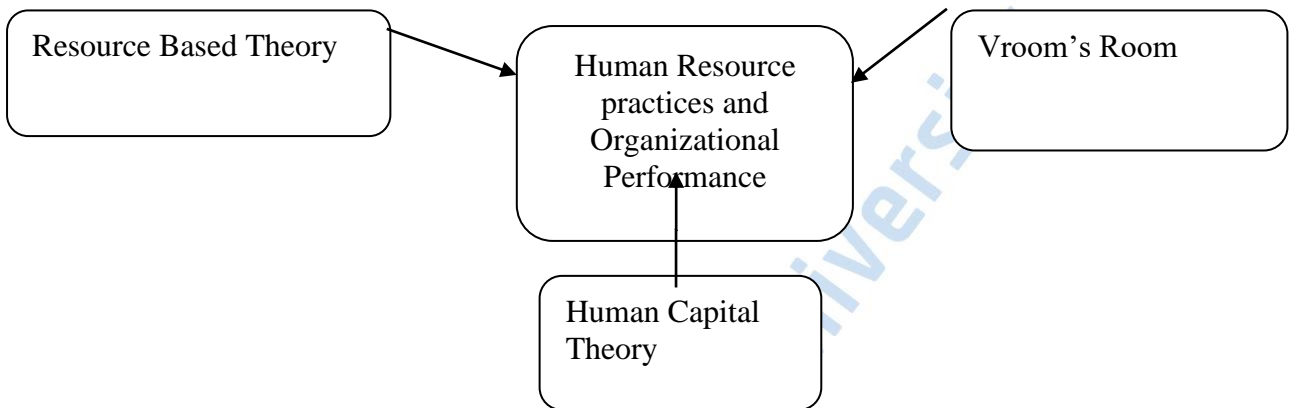 Resource Based Theory
Human Resource
practices and
Organizational
Performance
Vroom's Room
Human Capital
Theory